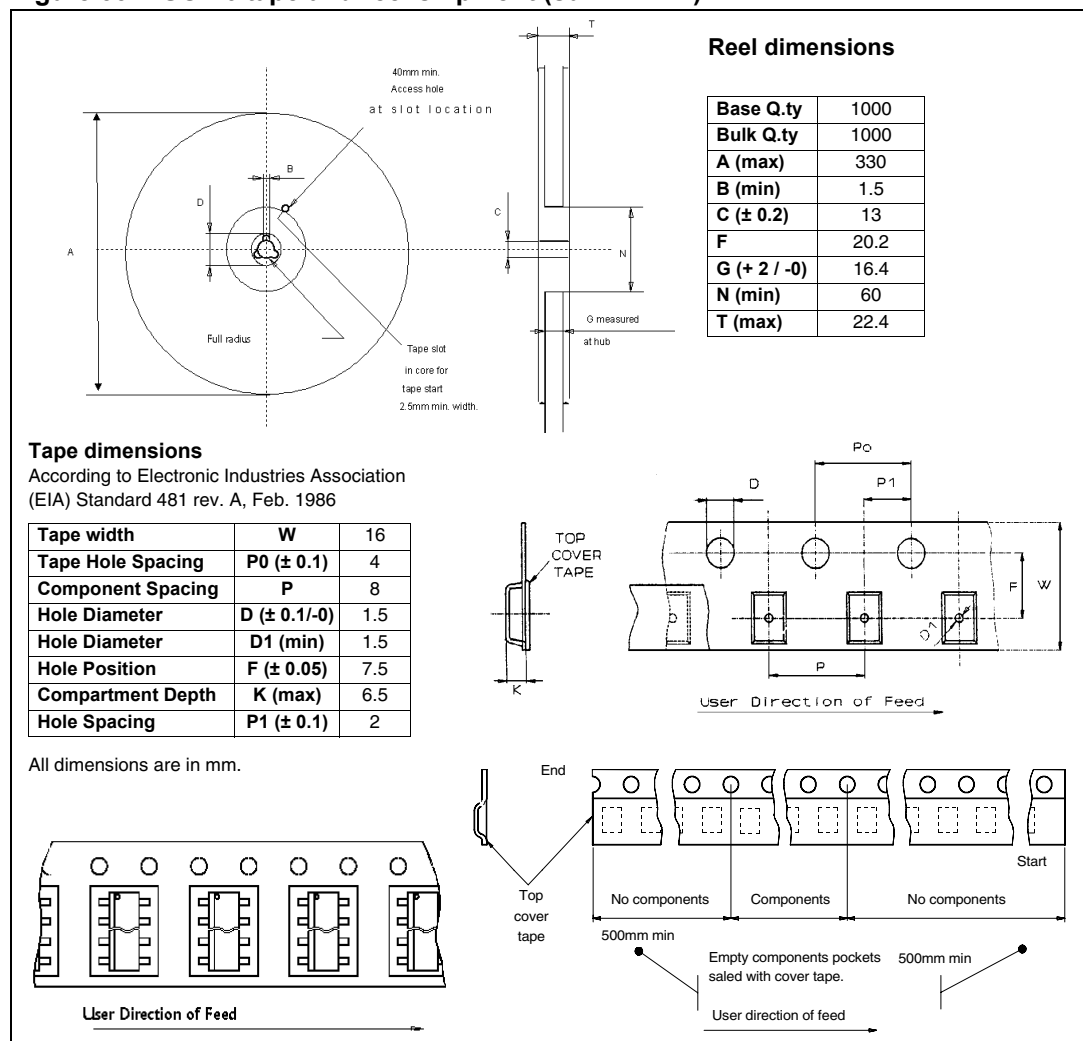 T
Reel dimensions
40mm min.
Access hole
at slot location
Base Q.ty 1000
Bulk Q.ty 1000
A (max) 330
B (min) 1.5
C (± 0.2) 13
F 20.2
G (+ 2 / -0) 16.4
N (min) 60
T (max) 22.4
B
D
C
A
N
G measured
at hub
Full radius
Tape slot
in core for
tape start
2.5mm min. width.
Tape dimensions
According to Electronic Industries Association
(EIA) Standard 481 rev. A, Feb. 1986
Tape width W 16
Tape Hole Spacing P0 (± 0.1) 4
Component Spacing P 8
Hole Diameter D (± 0.1/-0) 1.5
Hole Diameter D1 (min) 1.5
Hole Position F (± 0.05) 7.5
Compartment Depth K (max) 6.5
Hole Spacing P1 (± 0.1) 2
All dimensions are in mm.
Po
D
P1
TOP
COVER
TAPE
F
W
D1
K
P
User Direction of Feed
End
Start
Top
cover
tape
No components
Components
No components
500mm min
Empty components pockets
saled with cover tape.
500mm min
User direction of feed
User Direction of Feed